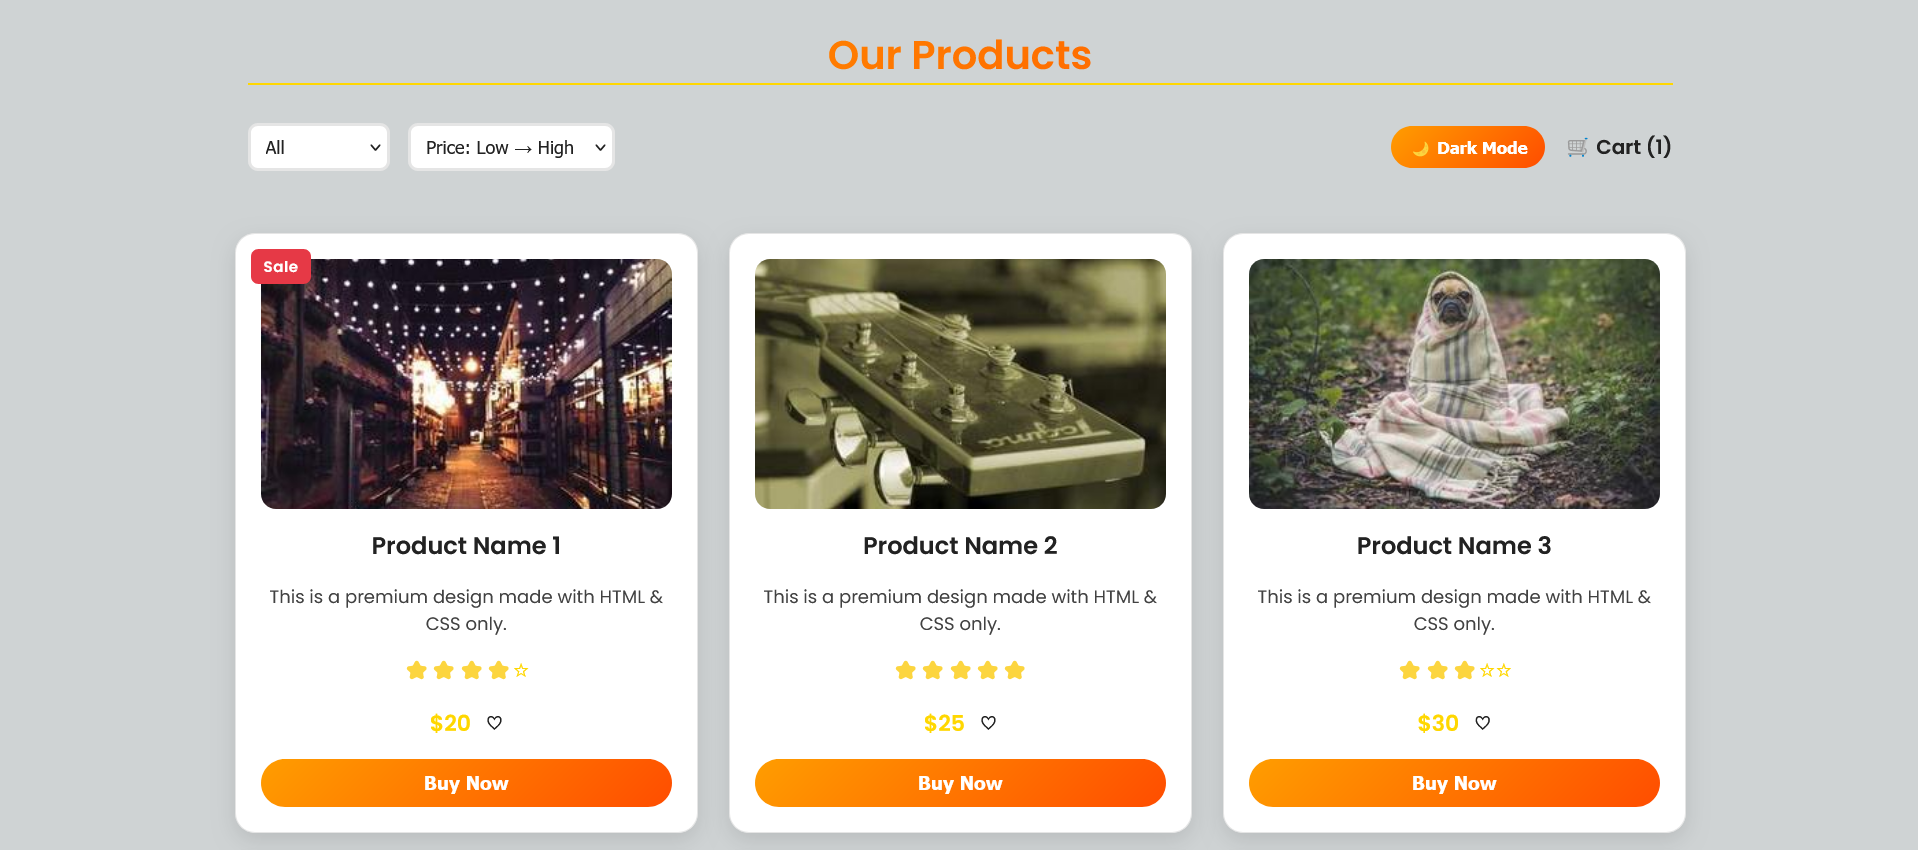 Our Products
All
Price: Low → High
🌙 Dark Mode
🛒 Cart (1)
Sale
Tagima
Product Name 1
Product Name 2
Product Name 3
This is a premium design made with HTML &
CSS only.
This is a premium design made with HTML &
CSS only.
This is a premium design made with HTML &
CSS only.
$20
$25
$30
Buy Now
Buy Now
Buy Now